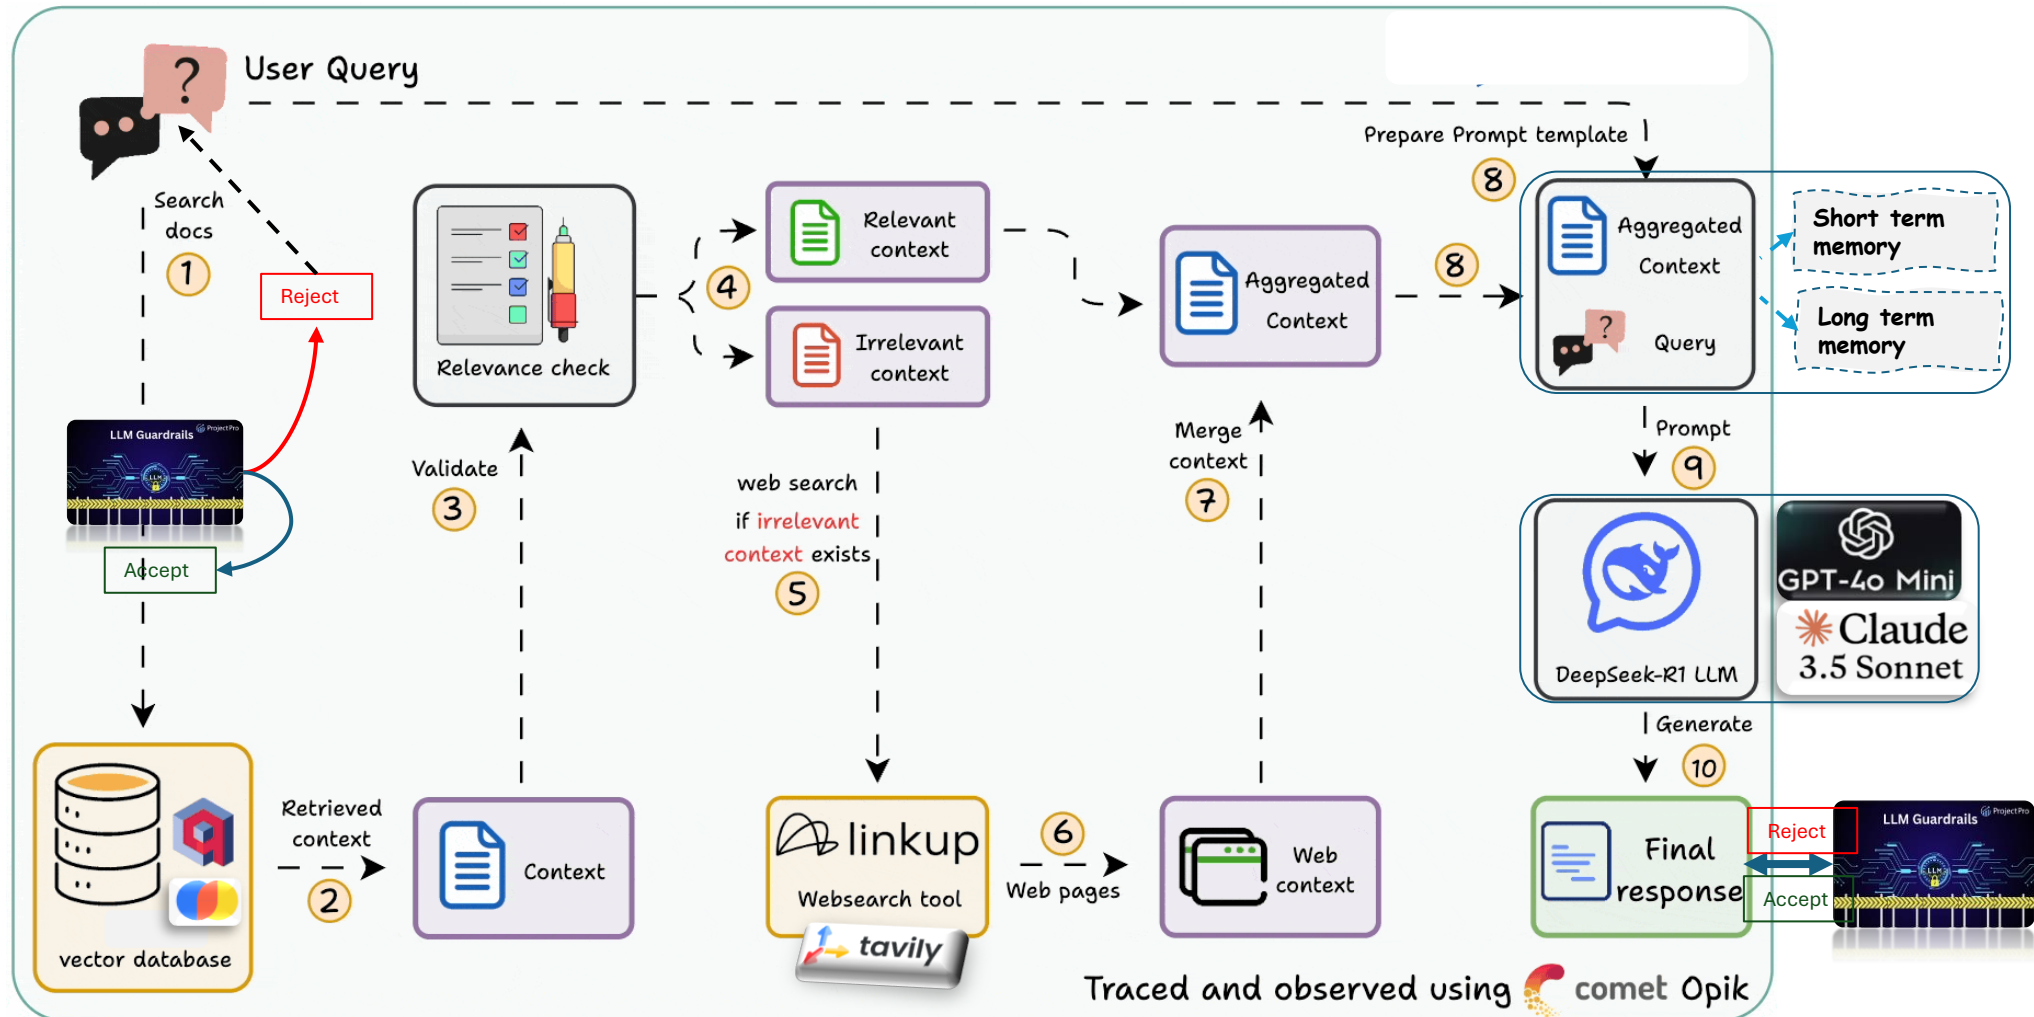 User Query
Search
docs
1
Reject
LLM Guardrails
ProjectPro
LLM
Accept
vector database
Retrieved
context
2
Context
Validate
3
Relevance check
4
Relevant
context
Irrelevant
context
web search
if irrelevant
context exists
5
linkup
Websearch tool
tavily
6
Web pages
Web
context
Merge
context
7
Aggregated
Context
8
Prepare Prompt template
8
Aggregated
Context
Query
Short term
memory
Long term
memory
Prompt
9
DeepSeek-R1 LLM
GPT-4o Mini
Claude
3.5 Sonnet
Generate
10
Final
response
Reject
Accept
LLM Guardrails
ProjectPro
LLM
Traced and observed using comet Opik